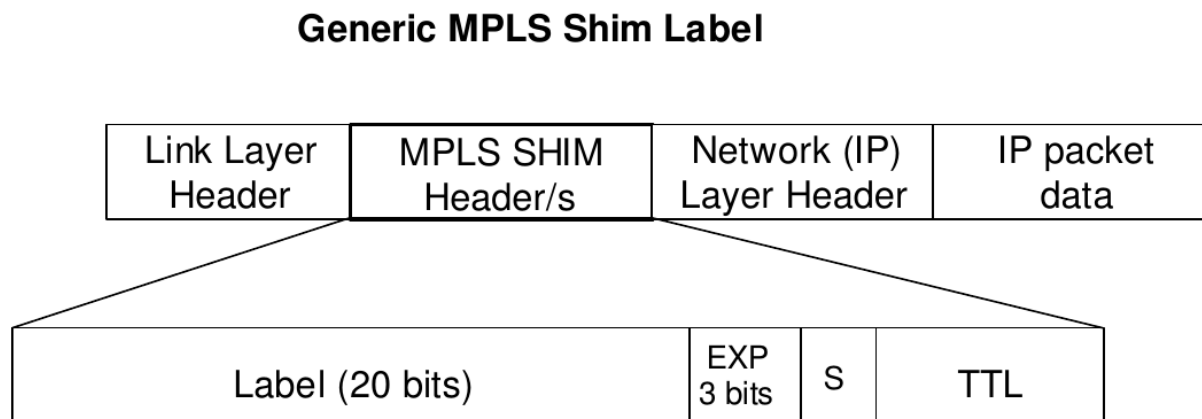 Generic MPLS Shim Label
Link Layer
Header
MPLS SHIM
Header/s
Network (IP)
Layer Header
IP packet
data
Label (20 bits)
EXP
3 bits
S
TTL